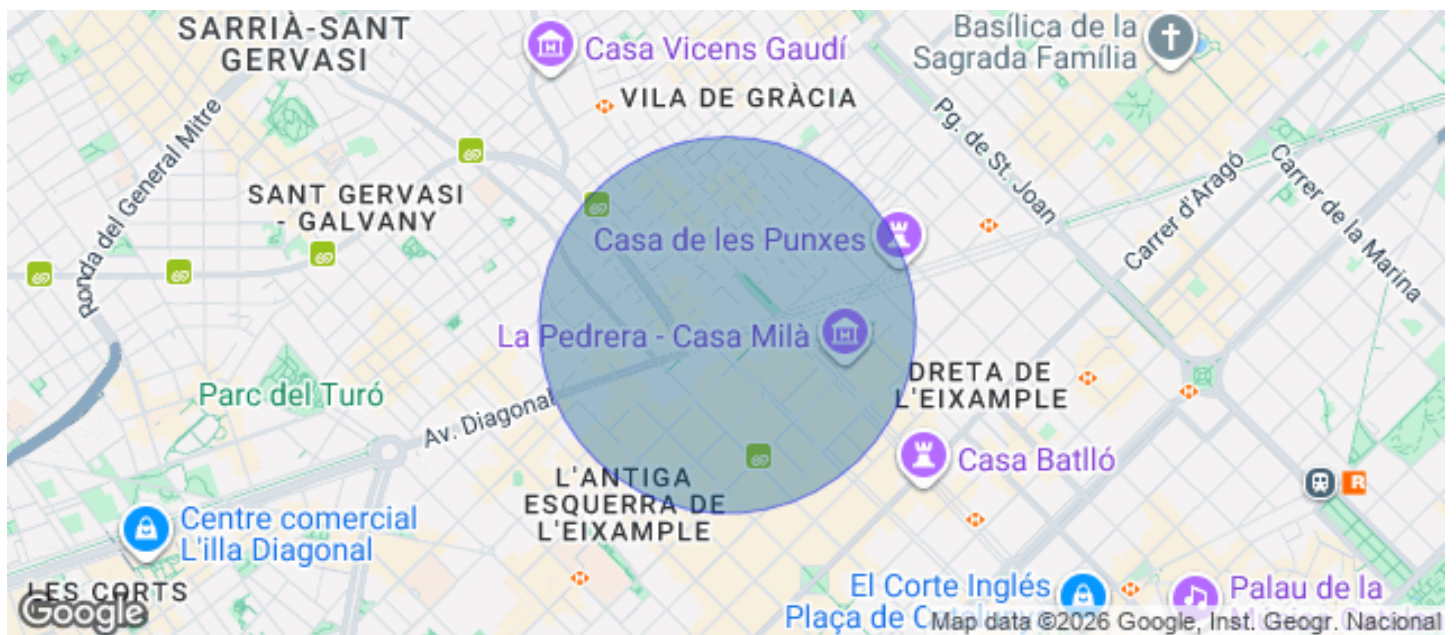 SARRIÀ-SANT
GERVASI
Casa Vicens Gaudí
Basílica de la
Sagrada Família
VILA DE GRÀCIA
Ronda del General Mitre
Pg. de St. Joan
Carrer d'Aragó
Carrer de la Marina
SANT GERVASI
- GALVANY
Casa de les Punxes
La Pedrera - Casa Milà
DRETA DE
L'EIXAMPLE
Parc del Turó
Av. Diagonal
Casa Batlló
L'ANTIGA
ESQUERRA DE
L'EIXAMPLE
R
Centre comercial
L'illa Diagonal
LES CORTS
El Corte Inglés
Plaça de
Palau de la
Google
Map data ©2026 Google, Inst. Geogr. Nacional